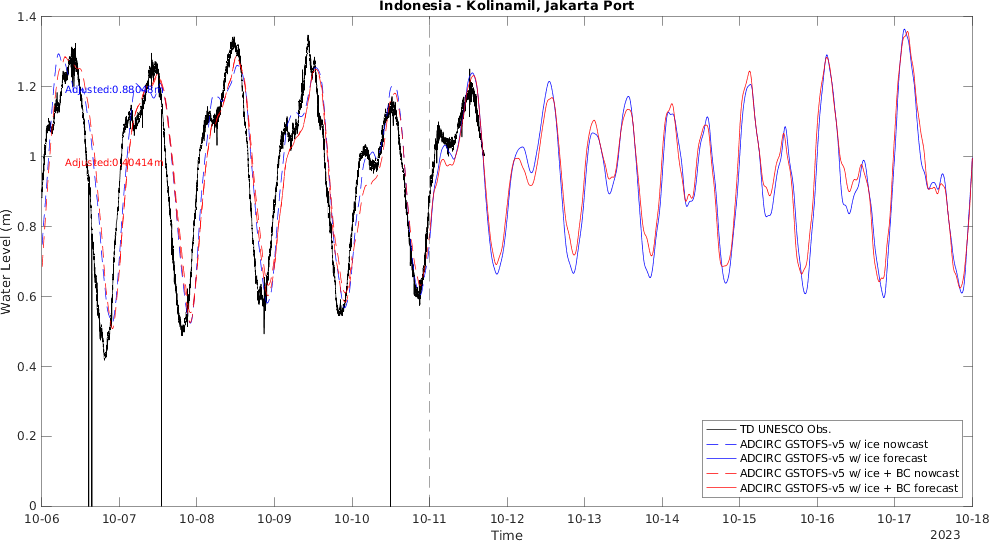 Indonesia - Kolinamil, Jakarta Port
1.4
1.2
1
0.8
0.6
0.4
0.2
0
Water Level (m)
Adjusted:0.88048m
Adjusted:0.40414m
TD UNESCO Obs.
ADCIRC GSTOFS-v5 w/ ice nowcast
ADCIRC GSTOFS-v5 w/ ice forecast
ADCIRC GSTOFS-v5 w/ ice + BC nowcast
ADCIRC GSTOFS-v5 w/ ice + BC forecast
10-06 10-07 10-08 10-09 10-10 10-11 10-12 10-13 10-14 10-15 10-16 10-17 10-18
Time
2023